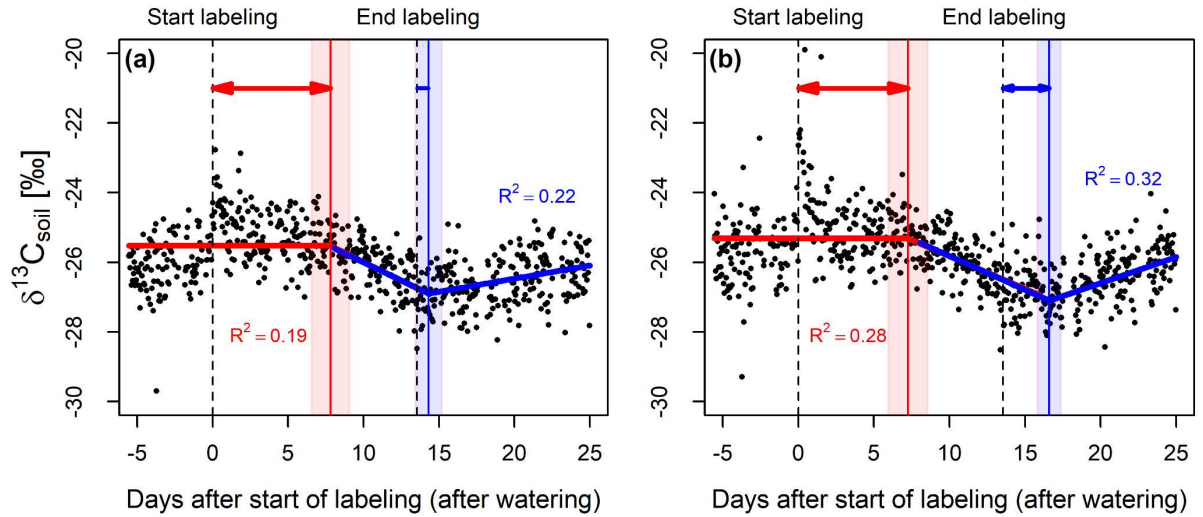 Start labeling End labeling
(a)
δ¹³C_soil [‰]
-20
-22
-24
-26
-28
-30
R² = 0.22
R² = 0.19
-5 0 5 10 15 20 25
Days after start of labeling (after watering)
Start labeling End labeling
(b)
-20
-22
-24
-26
-28
-30
R² = 0.32
R² = 0.28
-5 0 5 10 15 20 25
Days after start of labeling (after watering)